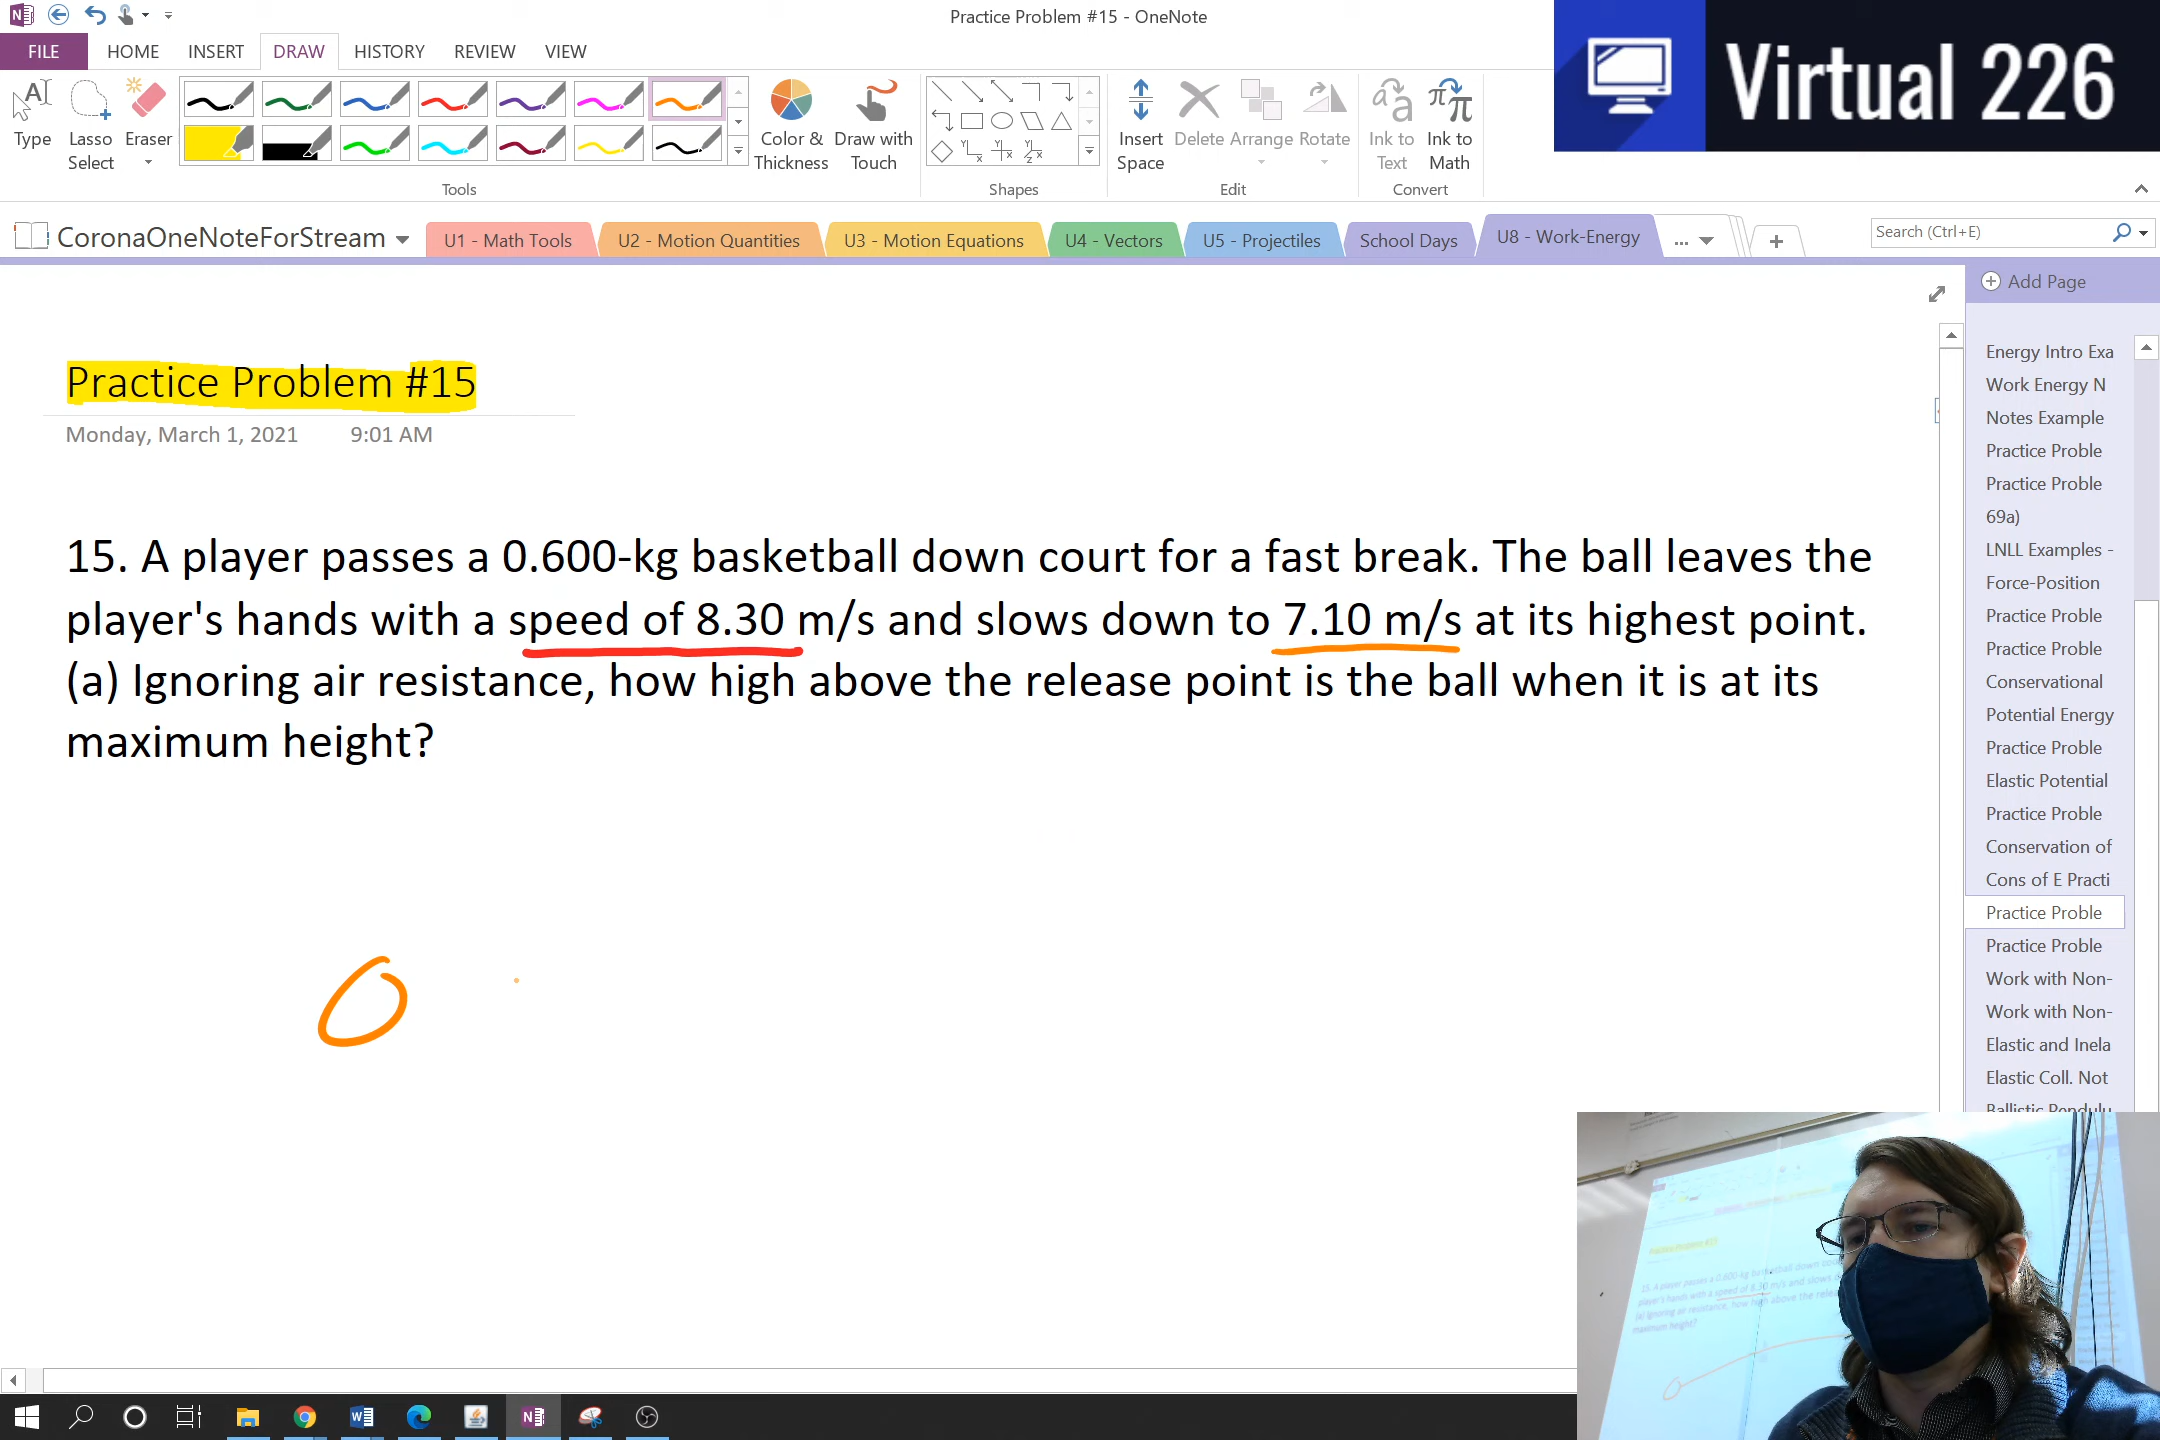 Practice Problem #15 - OneNote
FILE HOME INSERT DRAW HISTORY REVIEW VIEW
Virtual 226
Type Lasso Select Eraser Color & Thickness Draw with Touch Insert Space Delete Arrange Rotate Ink to Text Ink to Math
Tools Shapes Edit Convert
CoronaOneNoteForStream U1 - Math Tools U2 - Motion Quantities U3 - Motion Equations U4 - Vectors U5 - Projectiles School Days U8 - Work-Energy ... Search (Ctrl+E)
Add Page
Practice Problem #15
Monday, March 1, 2021 9:01 AM
15. A player passes a 0.600-kg basketball down court for a fast break. The ball leaves the
player's hands with a speed of 8.30 m/s and slows down to 7.10 m/s at its highest point.
(a) Ignoring air resistance, how high above the release point is the ball when it is at its
maximum height?
Energy Intro Exa
Work Energy N
Notes Example
Practice Proble
Practice Proble
69a)
LNLL Examples -
Force-Position
Practice Proble
Practice Proble
Conservational
Potential Energy
Practice Proble
Elastic Potential
Practice Proble
Conservation of
Cons of E Practi
Practice Proble
Practice Proble
Work with Non-
Work with Non-
Elastic and Inela
Elastic Coll. Not
Ballistic Pendulu